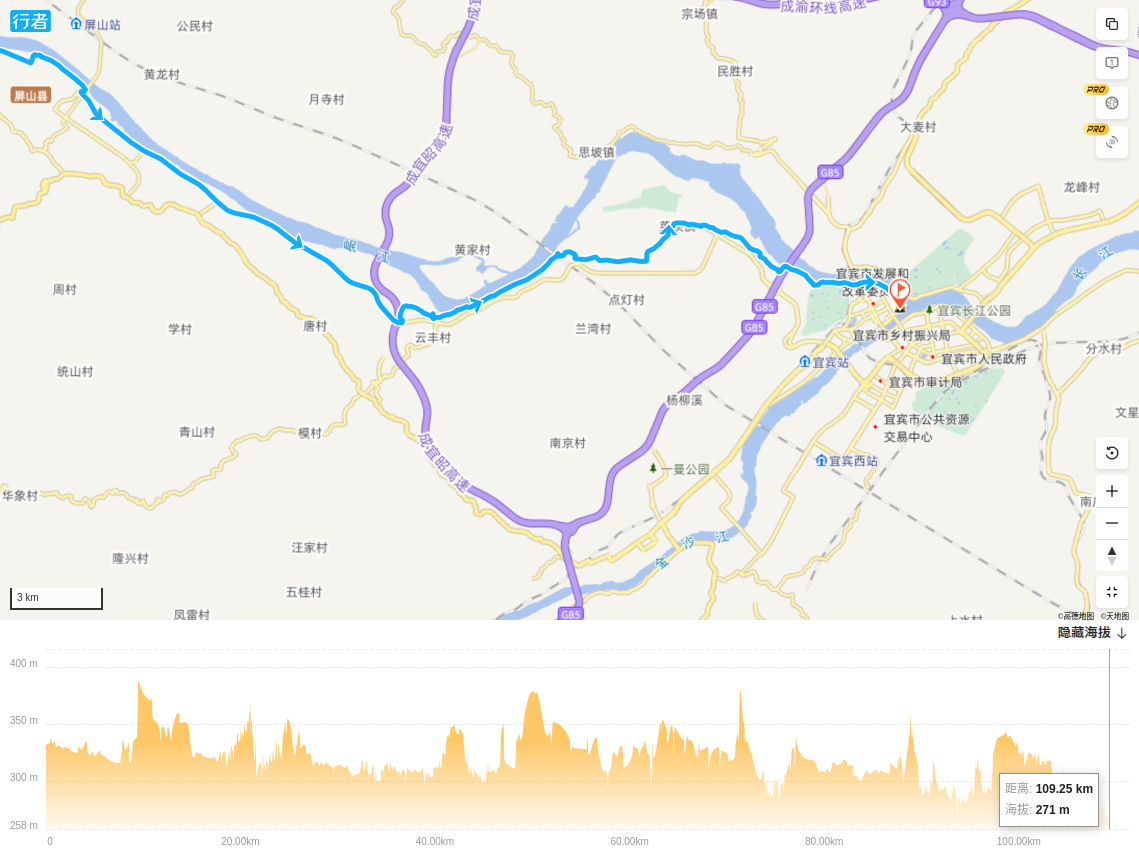 行者
屏山站
公民村
成宜
宗场镇
成渝环线高速
G93
黄龙村
民胜村
PRO
屏山县
月寺村
大麦村
PRO
成宜昭高速
思坡镇
G85
龙峰村
岷
江
黄家村
长
江
宜宾市发展和
周村
点灯村
G85
宜宾长江公园
学村
唐村
兰湾村
G85
云丰村
宜宾市乡村振兴局
分水村
宜宾站
宜宾市人民政府
统山村
宜宾市审计局
杨柳溪
文星
宜宾市公共资源
交易中心
青山村
模村
成宜昭高速
南京村
一曼公园
宜宾西站
华象村
金
沙
江
汪家村
隆兴村
五桂村
3 km
凤雷村
G85
©高德地图 ©天地图
隐藏海拔
400 m
350 m
300 m
258 m
距离: 109.25 km
海拔: 271 m
0
20.00km
40.00km
60.00km
80.00km
100.00km